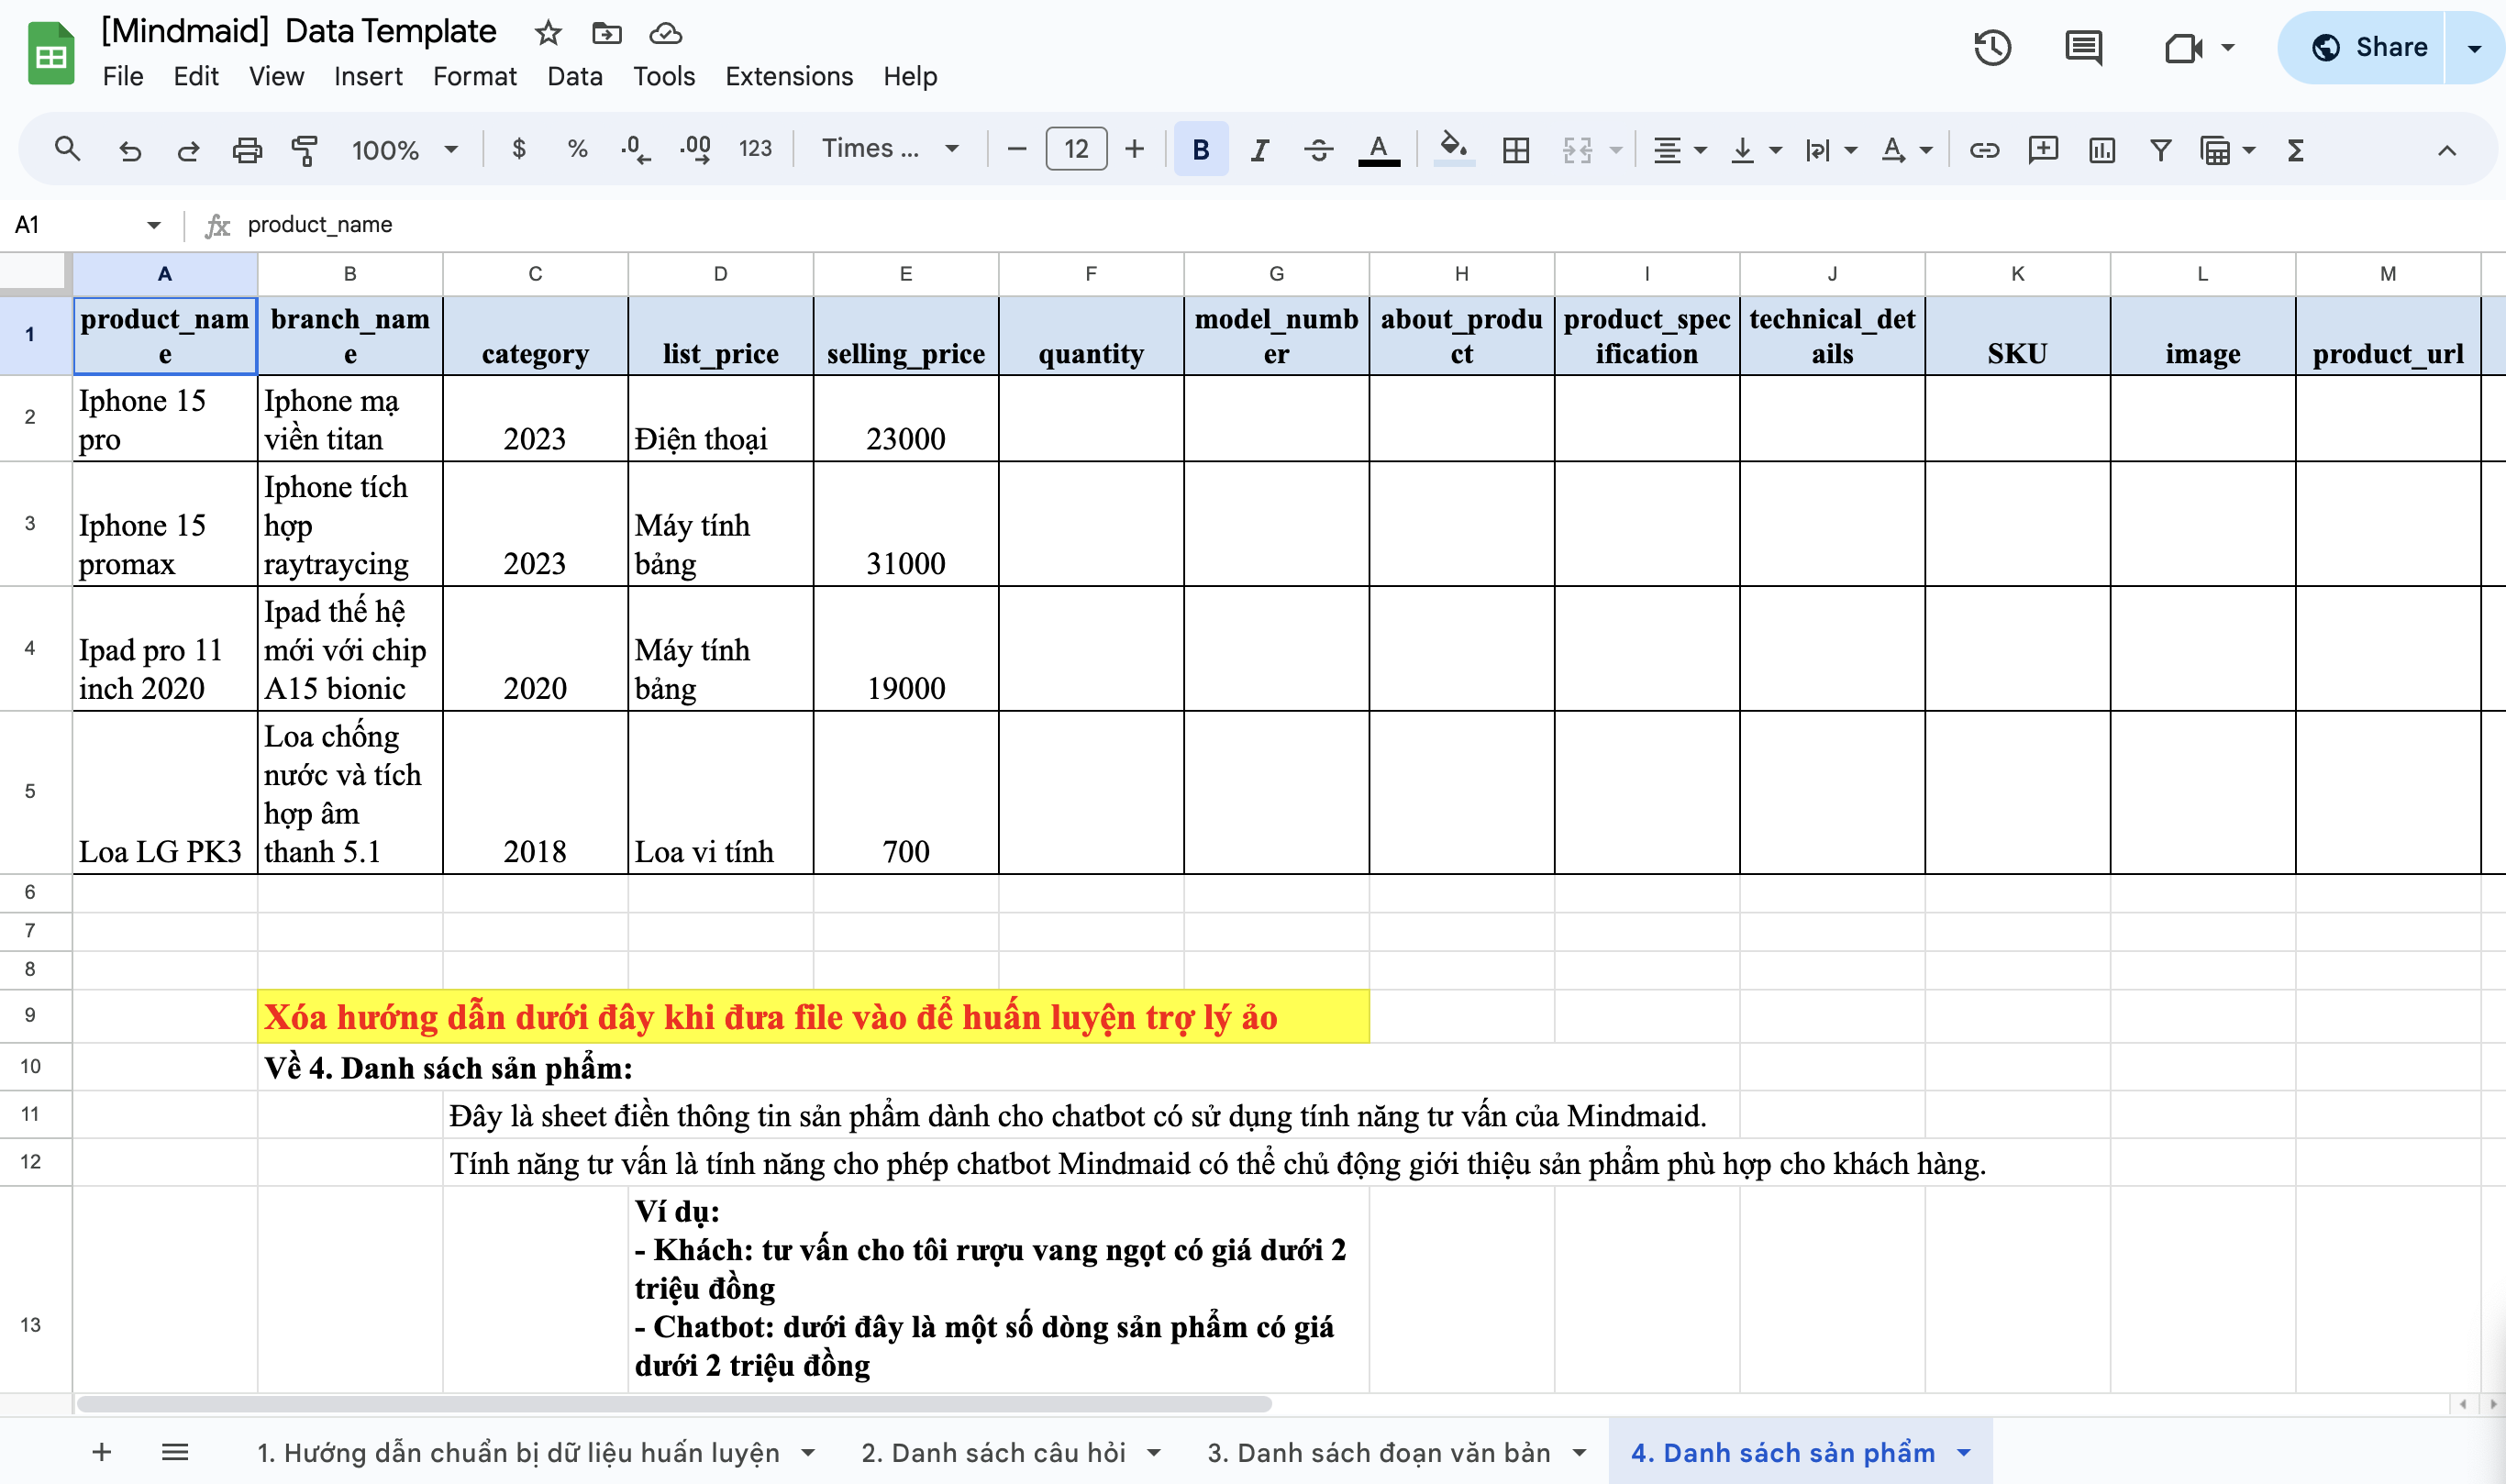 [Mindmaid] Data Template
File Edit View Insert Format Data Tools Extensions Help
Share
100% $ % .0 .00 123 Times ... 12 B I A
A1 fx product_name
A B C D E F G H I J K L M
1
product_nam
e
branch_nam
e
category
list_price
selling_price
quantity
model_numb
er
about_produ
ct
product_spec
ification
technical_det
ails
SKU
image
product_url
2
Iphone 15
pro
Iphone mạ
viền titan
2023
Điện thoại
23000
3
Iphone 15
promax
Iphone tích
hợp
raytraycing
2023
Máy tính
bảng
31000
4
Ipad pro 11
inch 2020
Ipad thế hệ
mới với chip
A15 bionic
2020
Máy tính
bảng
19000
5
Loa LG PK3
Loa chống
nước và tích
hợp âm
thanh 5.1
2018
Loa vi tính
700
6
7
8
9
Xóa hướng dẫn dưới đây khi đưa file vào để huấn luyện trợ lý ảo
10
Về 4. Danh sách sản phẩm:
11
Đây là sheet điền thông tin sản phẩm dành cho chatbot có sử dụng tính năng tư vấn của Mindmaid.
12
Tính năng tư vấn là tính năng cho phép chatbot Mindmaid có thể chủ động giới thiệu sản phẩm phù hợp cho khách hàng.
13
Ví dụ:
- Khách: tư vấn cho tôi rượu vang ngọt có giá dưới 2
triệu đồng
- Chatbot: dưới đây là một số dòng sản phẩm có giá
dưới 2 triệu đồng
1. Hướng dẫn chuẩn bị dữ liệu huấn luyện
2. Danh sách câu hỏi
3. Danh sách đoạn văn bản
4. Danh sách sản phẩm